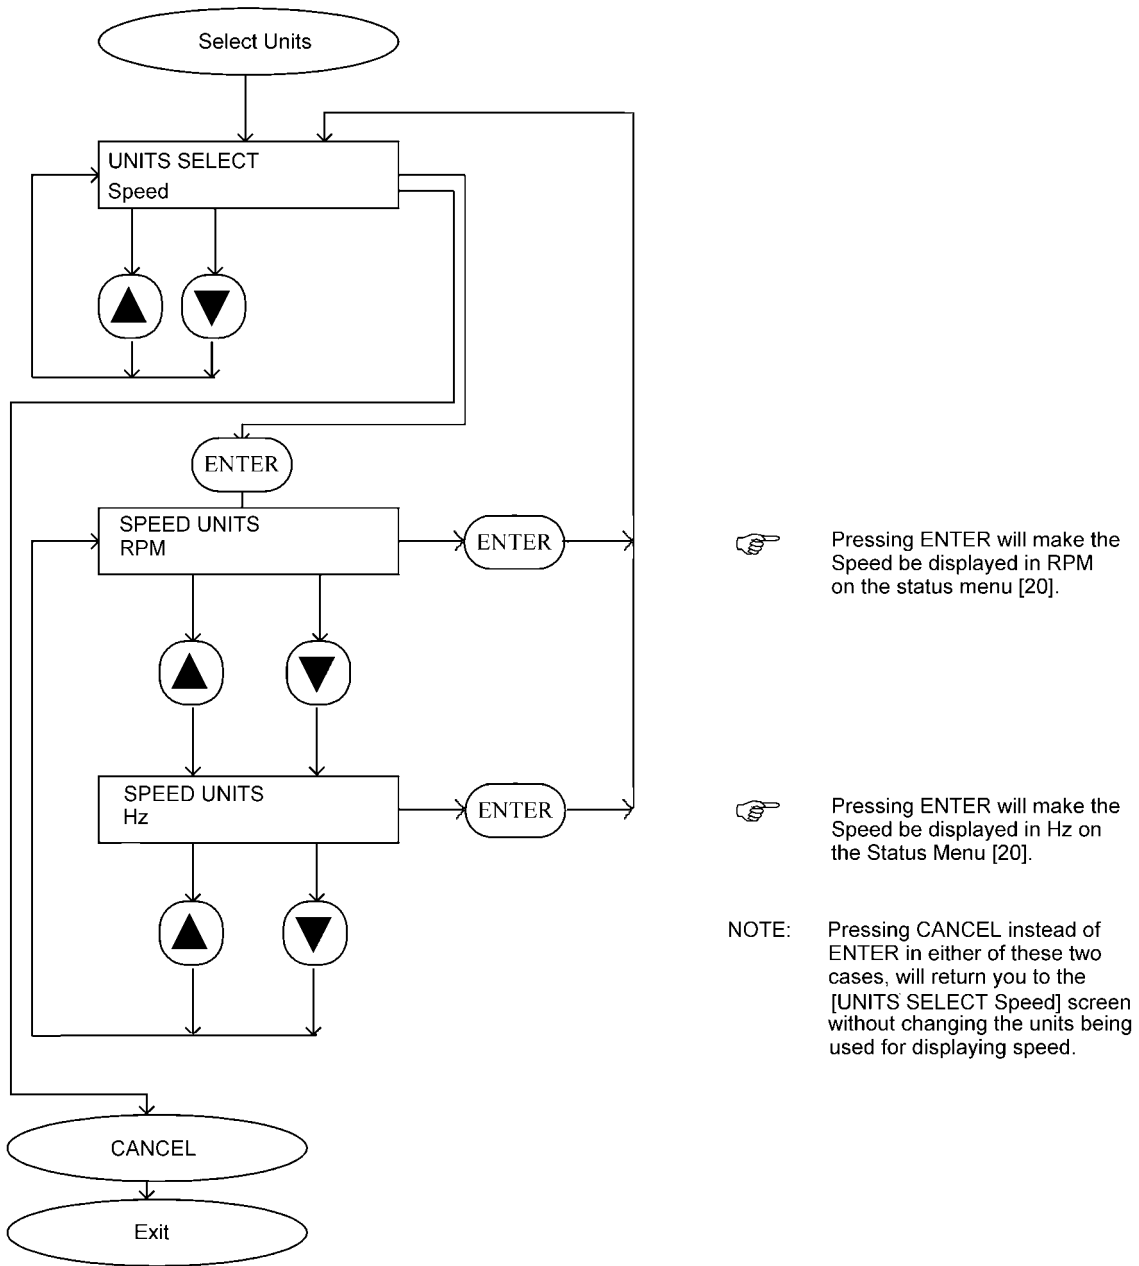 Select Units
UNITS SELECT
Speed
ENTER
SPEED UNITS
RPM
ENTER
Pressing ENTER will make the
Speed be displayed in RPM
on the status menu [20].
SPEED UNITS
Hz
ENTER
Pressing ENTER will make the
Speed be displayed in Hz on
the Status Menu [20].
NOTE: Pressing CANCEL instead of
ENTER in either of these two
cases, will return you to the
[UNITS SELECT Speed] screen
without changing the units being
used for displaying speed.
CANCEL
Exit